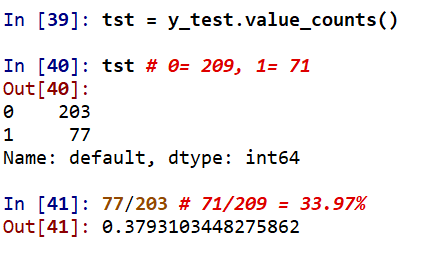 In [39]: tst = y_test.value_counts()
In [40]: tst # 0= 209, 1= 71
Out[40]:
0    203
1     77
Name: default, dtype: int64
In [41]: 77/203 # 71/209 = 33.97%
Out[41]: 0.3793103448275862